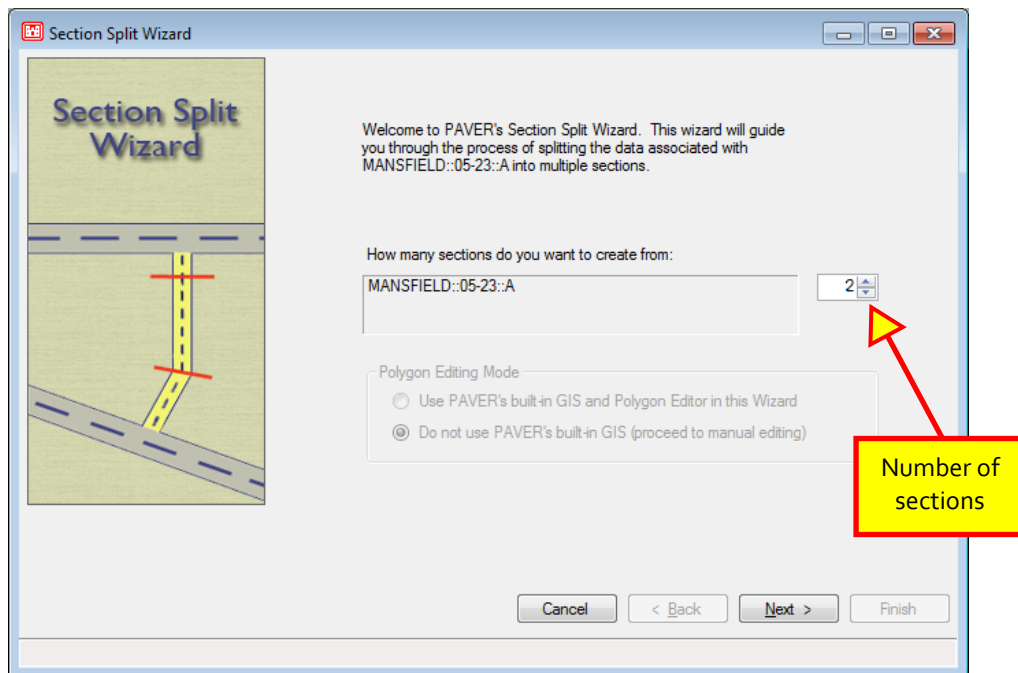 Section Split Wizard
Section Split
Wizard
Welcome to PAVER's Section Split Wizard. This wizard will guide
you through the process of splitting the data associated with
MANSFIELD::05-23::A into multiple sections.
How many sections do you want to create from:
MANSFIELD::05-23::A
2
Polygon Editing Mode
Use PAVER's built-in GIS and Polygon Editor in this Wizard
Do not use PAVER's built-in GIS (proceed to manual editing)
Number of
sections
Cancel
< Back
Next >
Finish